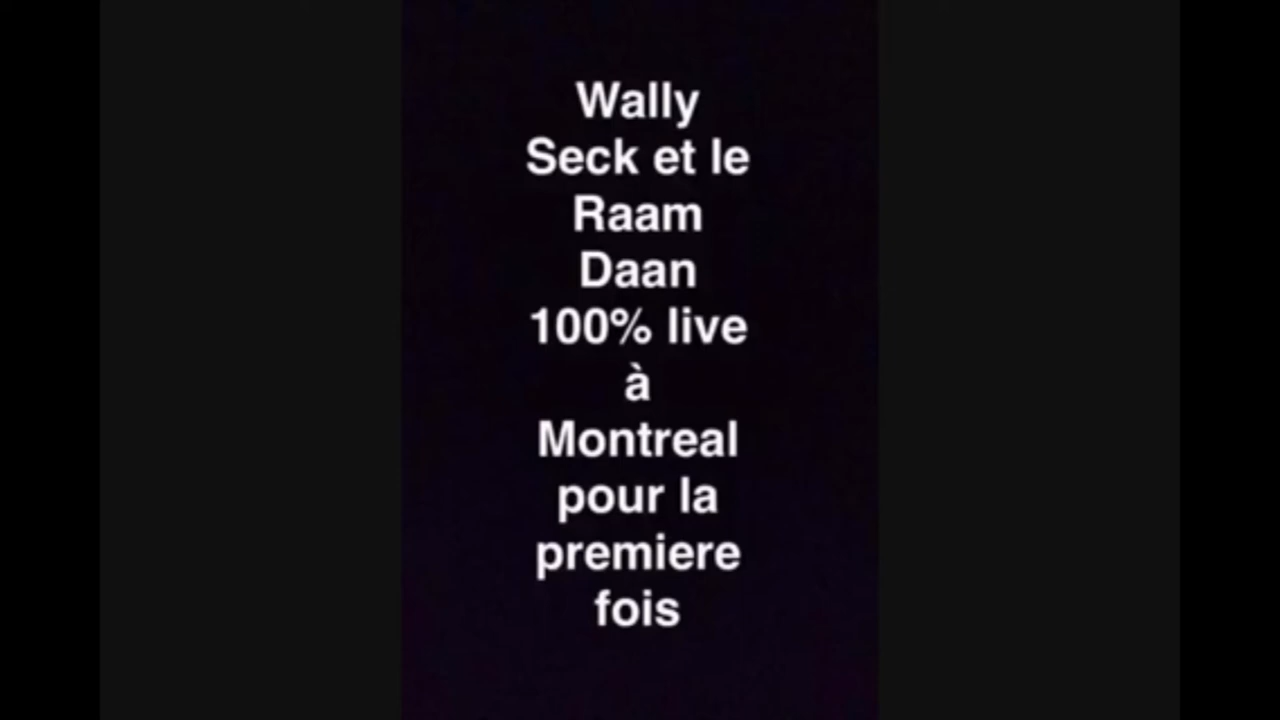 Wally
Seck et le
Raam
Daan
100% live
à
Montreal
pour la
premiere
fois